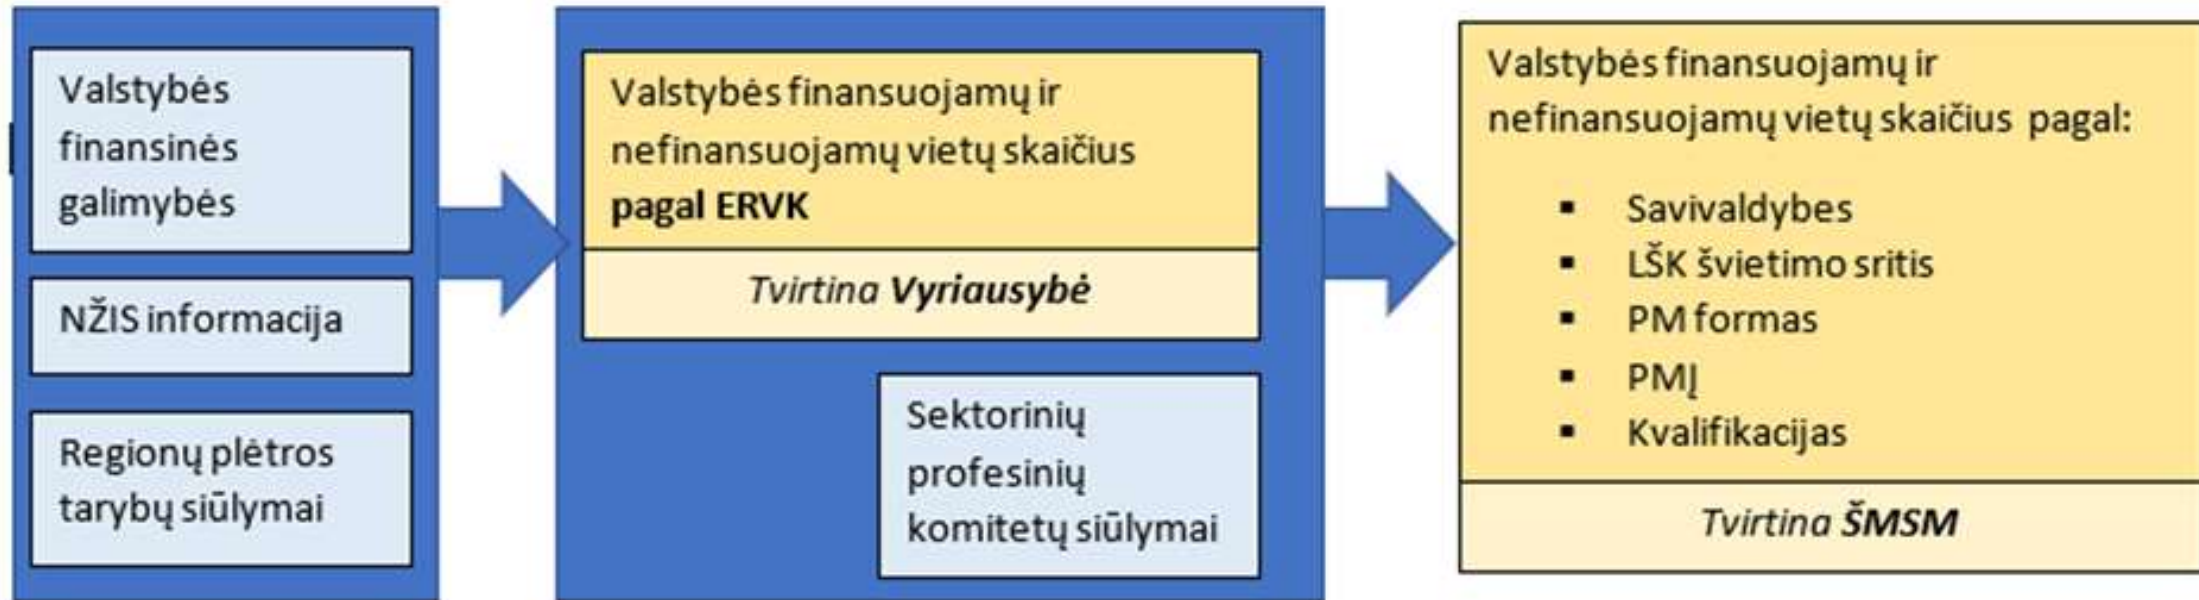 Valstybės
finansinės
galimybės
NŽIS informacija
Regionų plėtros
tarybų siūlymai
Valstybės finansuojamų ir
nefinansuojamų vietų skaičius
pagal ERVK
Tvirtina Vyriausybė
Sektorinių
profesinių
komitetų siūlymai
Valstybės finansuojamų ir
nefinansuojamų vietų skaičius pagal:
▪ Savivaldybes
▪ LŠK švietimo sritis
▪ PM formas
▪ PMĮ
▪ Kvalifikacijas
Tvirtina ŠMSM